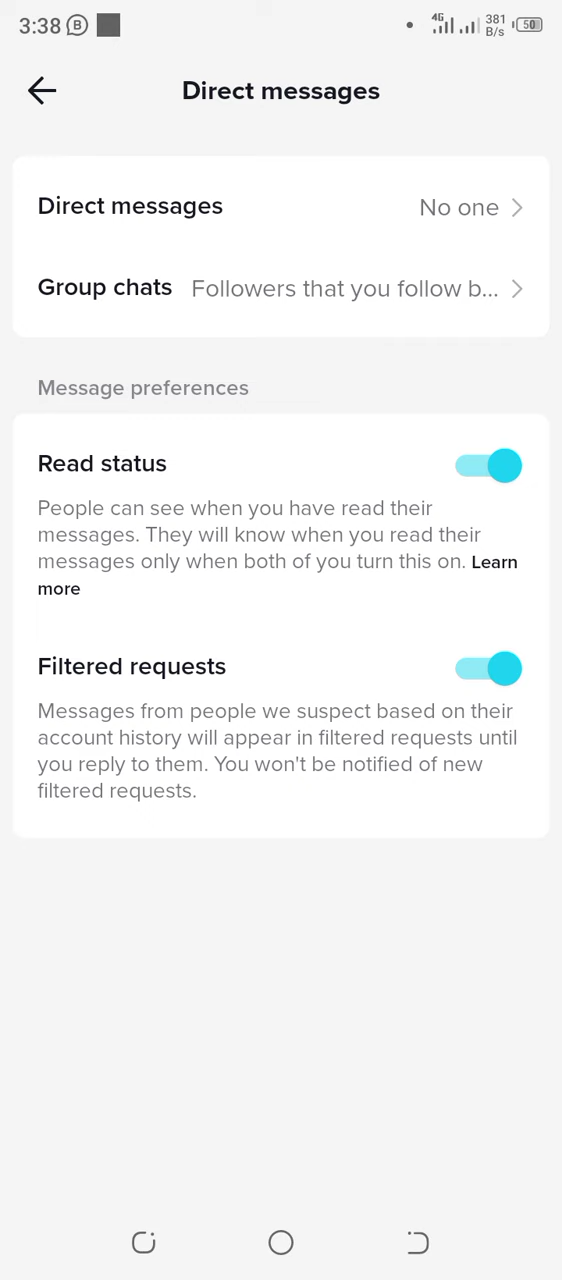 3:38 B 4G 381 B/s 50
Direct messages
Direct messages No one
Group chats Followers that you follow b...
Message preferences
Read status
People can see when you have read their
messages. They will know when you read their
messages only when both of you turn this on. Learn
more
Filtered requests
Messages from people we suspect based on their
account history will appear in filtered requests until
you reply to them. You won't be notified of new
filtered requests.